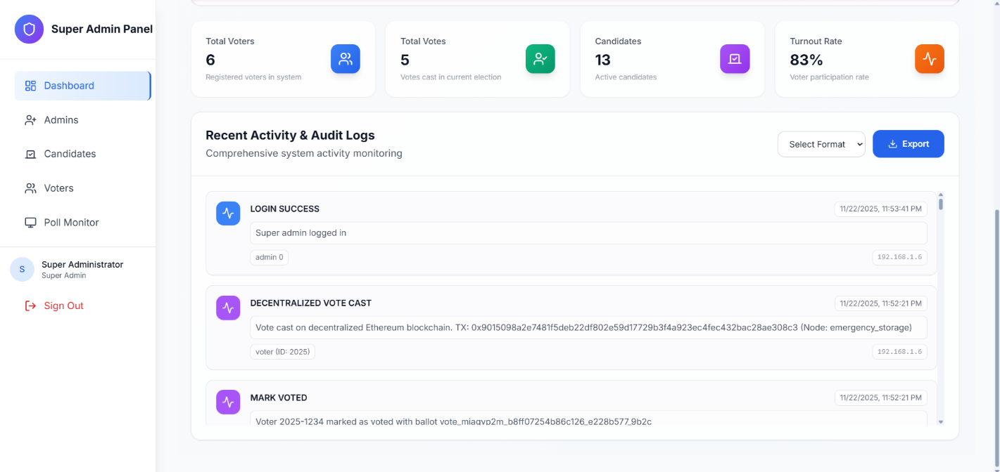 Super Admin Panel
Dashboard
Admins
Candidates
Voters
Poll Monitor
S
Super Administrator
Super Admin
Sign Out
Total Voters
6
Registered voters in system
Total Votes
5
Votes cast in current election
Candidates
13
Active candidates
Turnout Rate
83%
Voter participation rate
Recent Activity & Audit Logs
Comprehensive system activity monitoring
Select Format
Export
LOGIN SUCCESS
11/22/2025, 11:53:41 PM
Super admin logged in
admin 0
192.168.1.6
DECENTRALIZED VOTE CAST
11/22/2025, 11:52:21 PM
Vote cast on decentralized Ethereum blockchain. TX: 0x9015098a2e7481f5deb22df802e59d17729b3f4a923ec4fec432bac28ae308c3 (Node: emergency_storage)
voter (ID: 2025)
192.168.1.6
MARK VOTED
11/22/2025, 11:52:21 PM
Voter 2025-1234 marked as voted with ballot